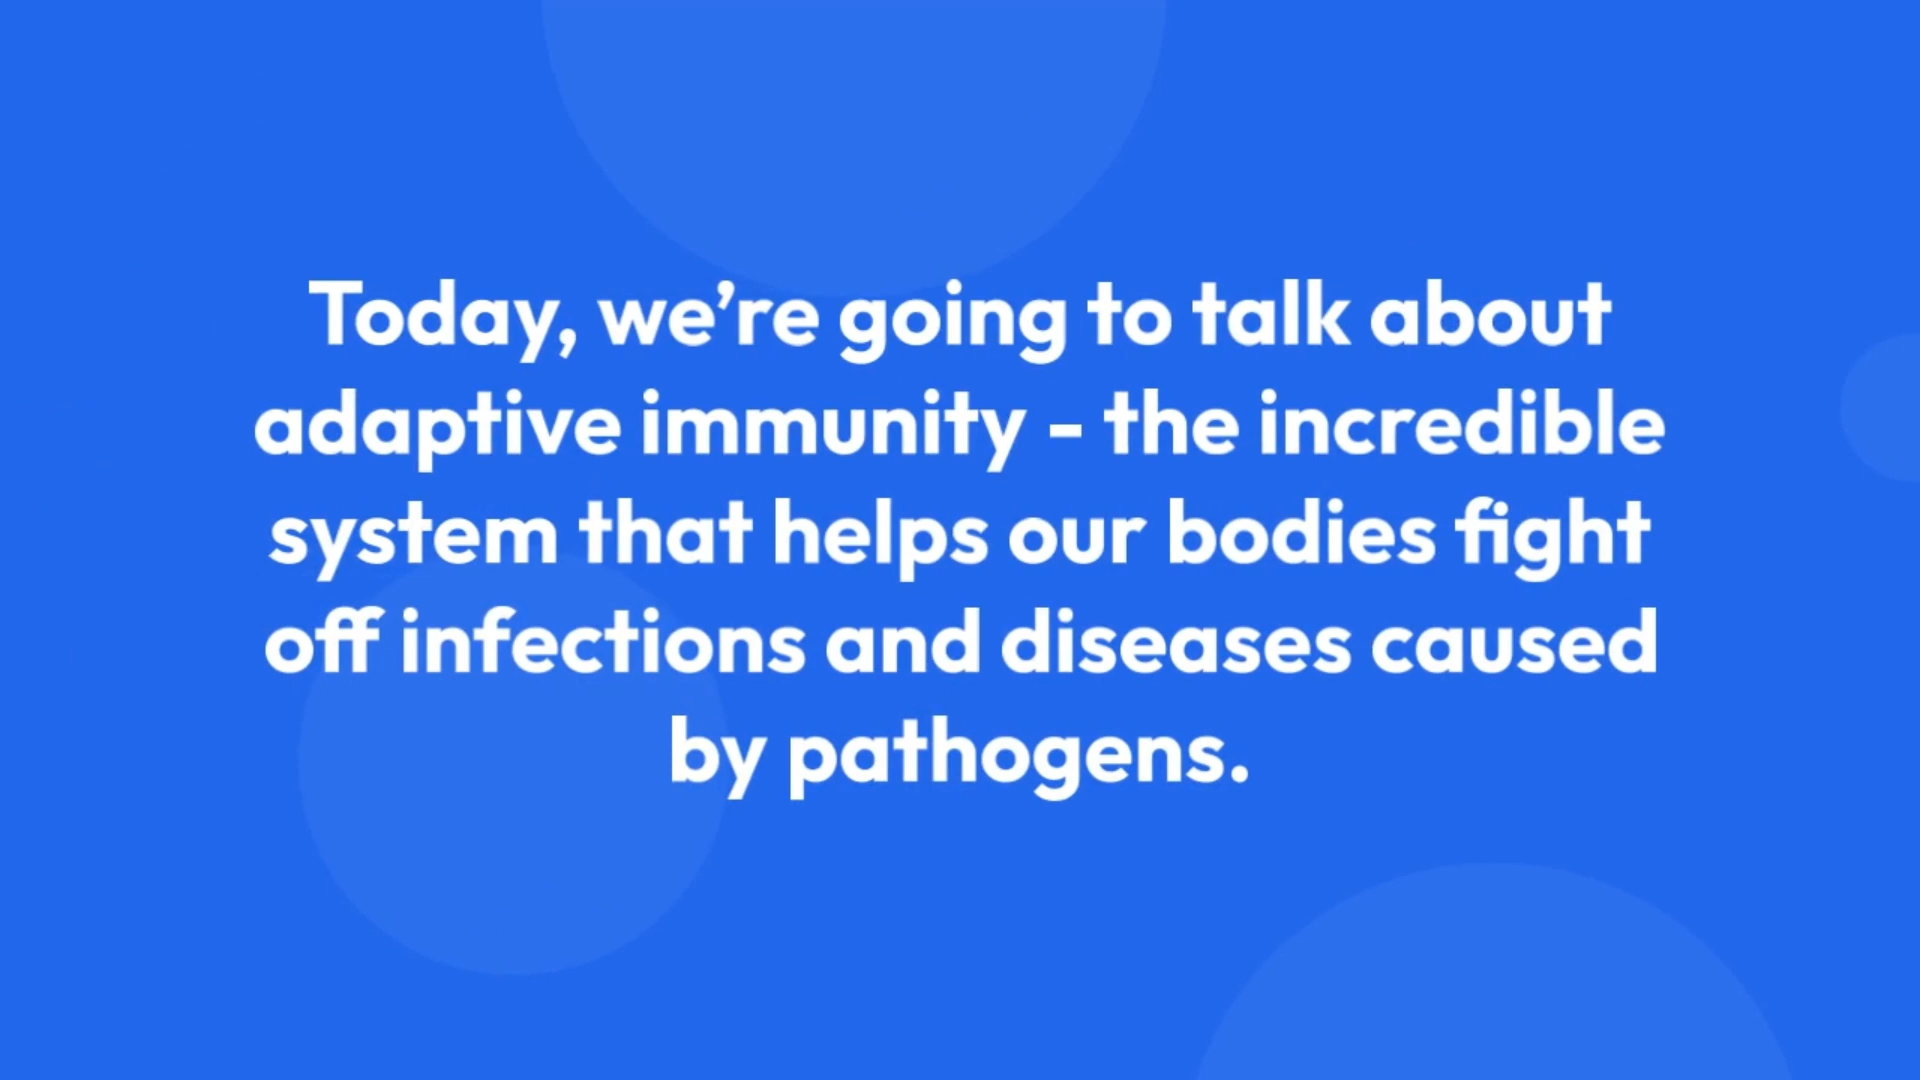 Today, we’re going to talk about
adaptive immunity - the incredible
system that helps our bodies fight
off infections and diseases caused
by pathogens.